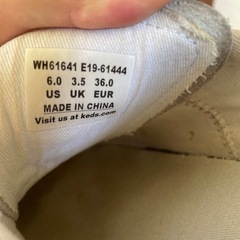 WH61641 E19-61444
6.0 3.5 36.0
US UK EUR
MADE IN CHINA
Visit us at keds.com